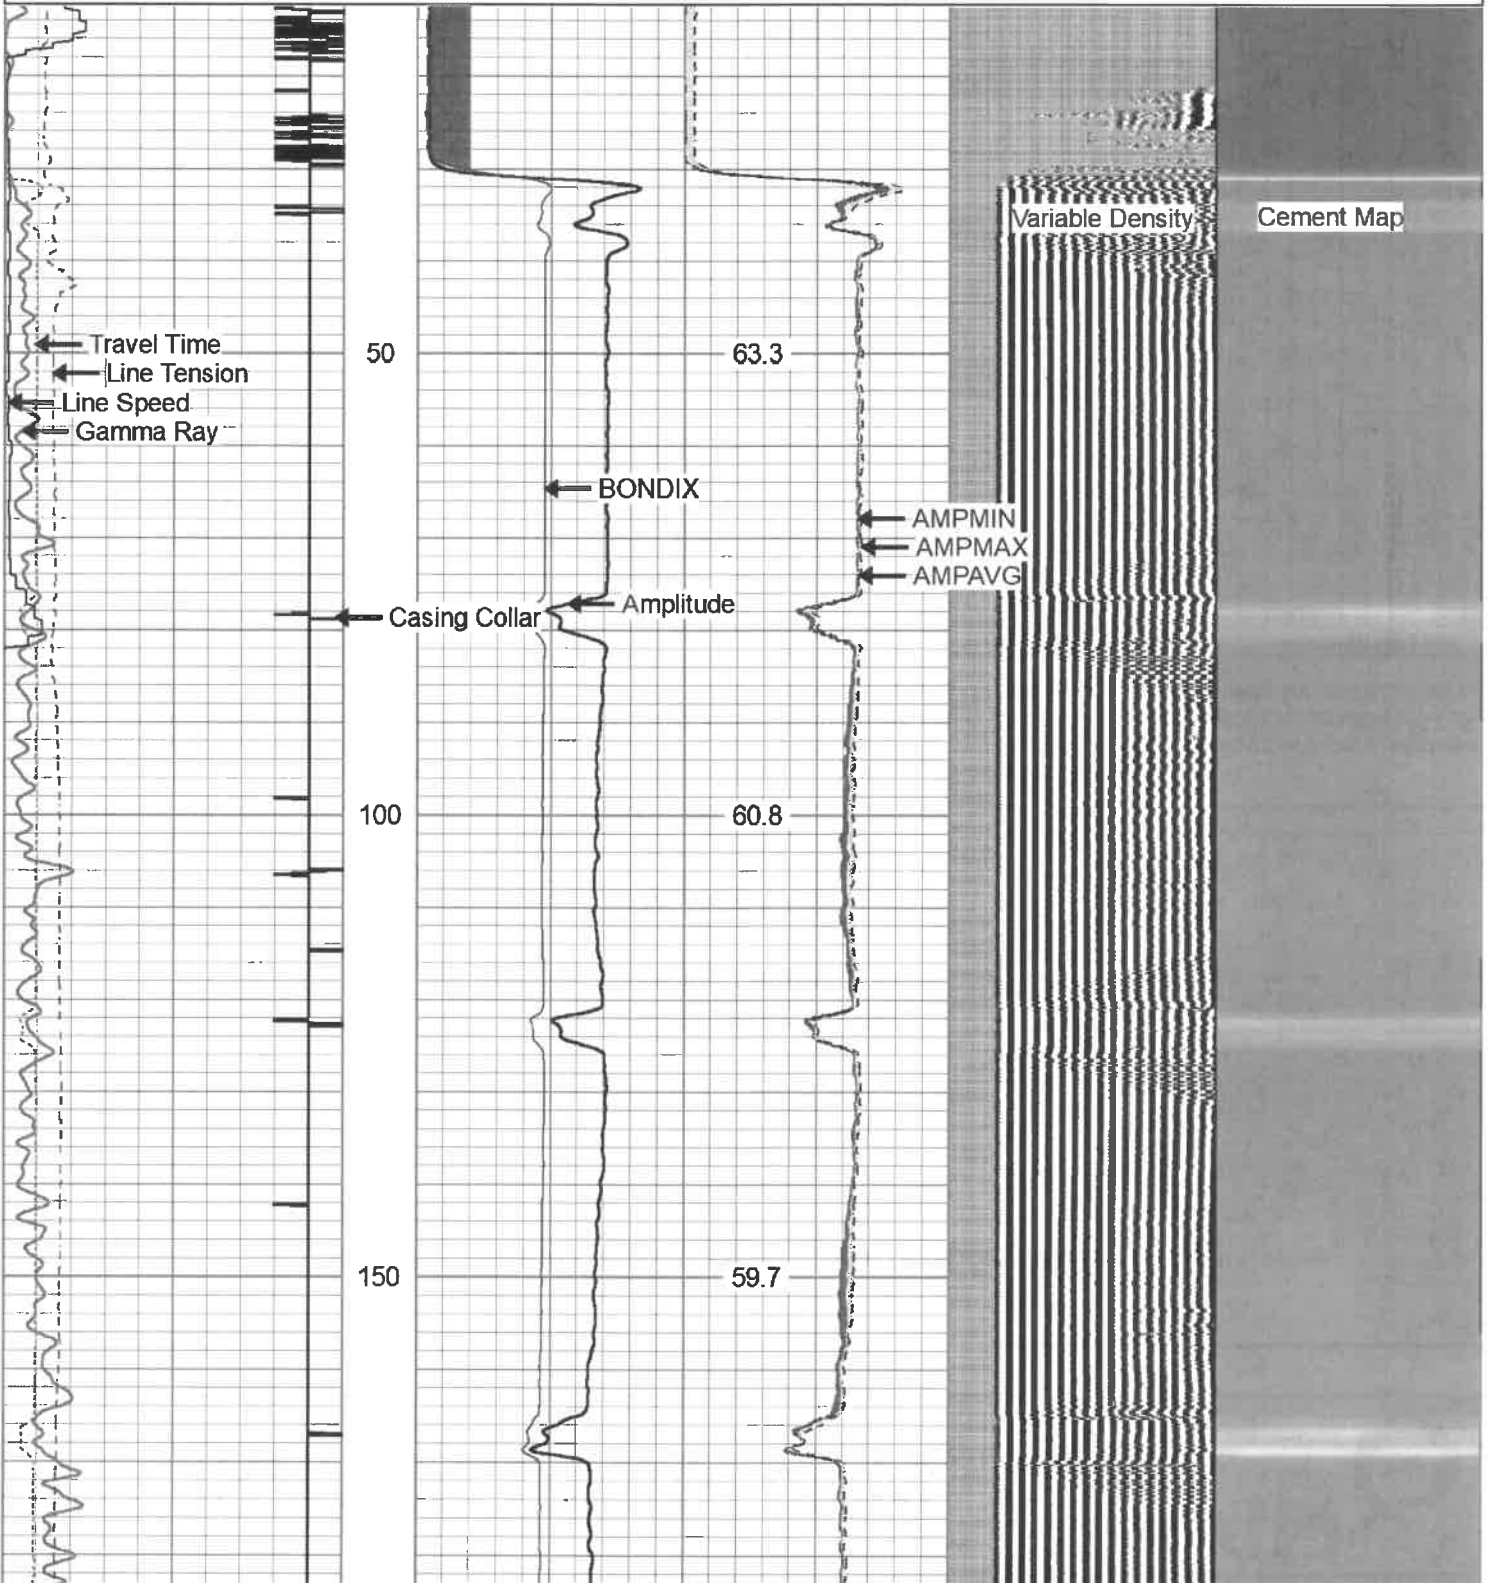 Variable Density
Cement Map
Travel Time
50
63.3
Line Tension
Line Speed
Gamma Ray
BONDIX
AMPMIN
AMPMAX
AMPAVG
Amplitude
Casing Collar
100
60.8
150
59.7